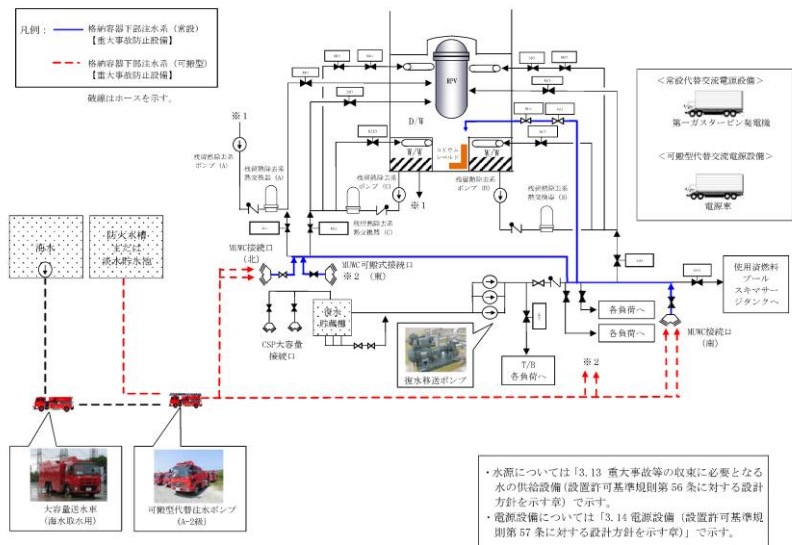 凡例：
格納容器下部注水系（常設）
【重大事故防止設備】
格納容器下部注水系（可搬型）
【重大事故防止設備】
破線はホースを示す。
RPV
D/W
W/W
W/W
コリウム
シールド
※1
残留熱除去系
ポンプ (A)
残留熱除去系
熱交換器 (A)
残留熱除去系
ポンプ (C)
残留熱除去系
熱交換器 (C)
※1
残留熱除去系
ポンプ (B)
残留熱除去系
熱交換器 (B)
＜常設代替交流電源設備＞
第一ガスタービン発電機
＜可搬型代替交流電源設備＞
電源車
海水
防火水槽
または
淡水貯水池
MUWC接続口
(北)
MUWC可搬式接続口
※2 (東)
CSP大容量
接続口
復水
貯蔵槽
復水移送ポンプ
T/B
各負荷へ
各負荷へ
各負荷へ
使用済燃料
プール
スキマサー
ジタンクへ
MUWC接続口
(南)
※2
大容量送水車
(海水取水用)
可搬型代替注水ポンプ
(A-2級)
・水源については「3.13 重大事故等の収束に必要となる
水の供給設備(設置許可基準規則第56条に対する設計
方針を示す章)」で示す。
・電源設備については「3.14 電源設備（設置許可基準規
則第57条に対する設計方針を示す章）」で示す。